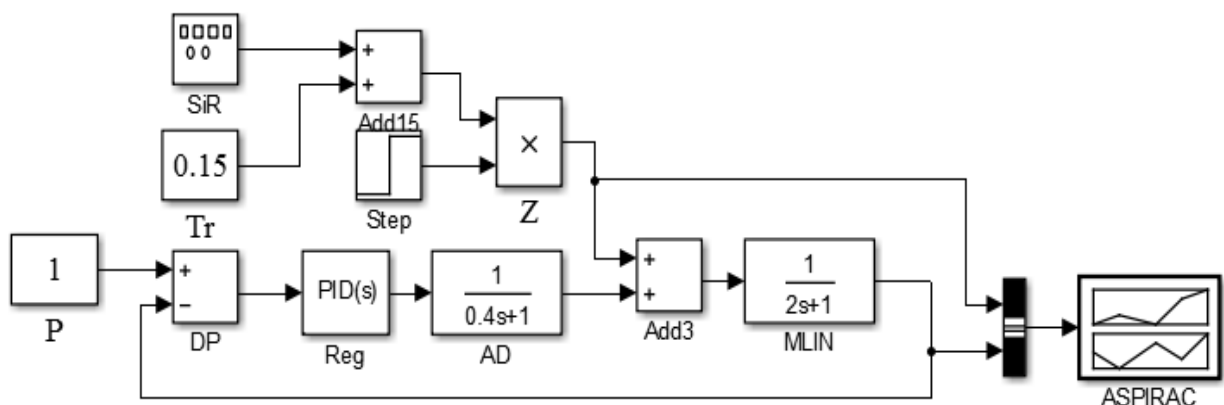 SiR
+
+
Add15
0.15
Tr
Step
×
Z
1
P
+
−
DP
PID(s)
Reg
1
0.4s+1
AD
+
+
Add3
1
2s+1
MLIN
ASPIRAC